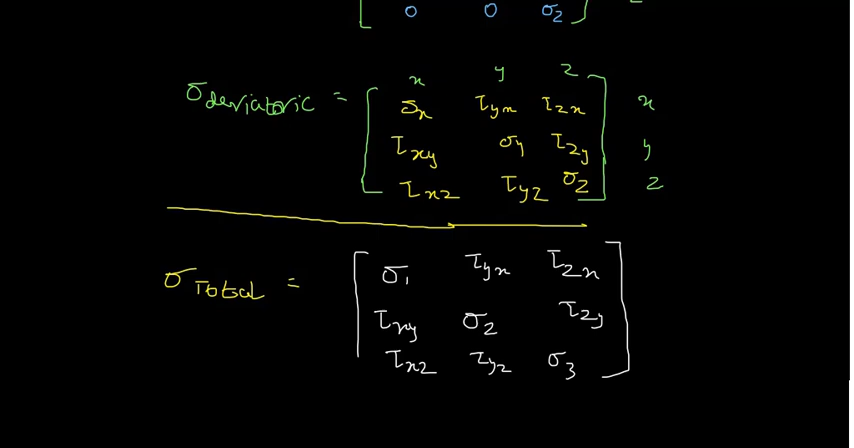 0 0 σz
x y z
σdeviatoric = [ σx τyx τzx ] x
τxy σy τzy y
τxz τyz σz z
σTotal = [ σ1 τyx τzx ]
τxy σ2 τzy
τxz τyz σ3